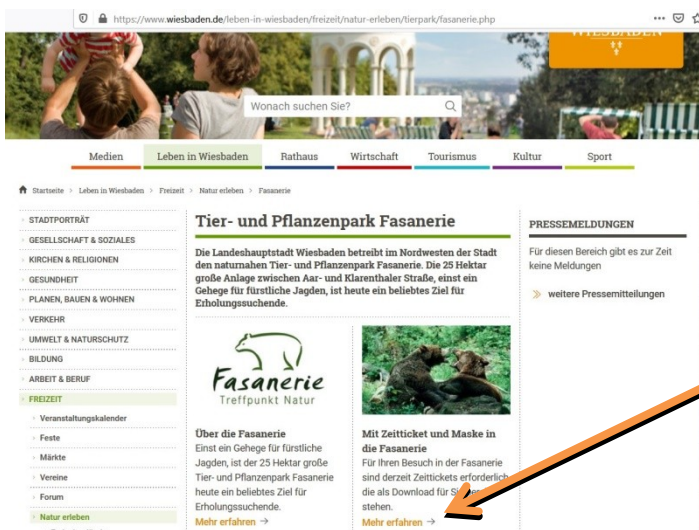 https://www.wiesbaden.de/leben-in-wiesbaden/freizeit/natur-erleben/tierpark/fasanerie.php
WIESBADEN
Wonach suchen Sie?
Medien Leben in Wiesbaden Rathaus Wirtschaft Tourismus Kultur Sport
Startseite > Leben in Wiesbaden > Freizeit > Natur erleben > Fasanerie
STADTPORTRÄT
GESELLSCHAFT & SOZIALES
KIRCHEN & RELIGIONEN
GESUNDHEIT
PLANEN, BAUEN & WOHNEN
VERKEHR
UMWELT & NATURSCHUTZ
BILDUNG
ARBEIT & BERUF
FREIZEIT
Veranstaltungskalender
Feste
Märkte
Vereine
Forum
Natur erleben
Tier- und Pflanzenpark Fasanerie
Die Landeshauptstadt Wiesbaden betreibt im Nordwesten der Stadt
den naturnahen Tier- und Pflanzenpark Fasanerie. Die 25 Hektar
große Anlage zwischen Aar- und Klarenthaler Straße, einst ein
Gehege für fürstliche Jagden, ist heute ein beliebtes Ziel für
Erholungssuchende.
Fasanerie
Treffpunkt Natur
Über die Fasanerie
Einst ein Gehege für fürstliche
Jagden, ist der 25 Hektar große
Tier- und Pflanzenpark Fasanerie
heute ein beliebtes Ziel für
Erholungssuchende.
Mehr erfahren →
Mit Zeitticket und Maske in
die Fasanerie
Für Ihren Besuch in der Fasanerie
sind derzeit Zeittickets erforderlich,
die als Download für
stehen.
Mehr erfahren →
PRESSEMELDUNGEN
Für diesen Bereich gibt es zur Zeit
keine Meldungen
» weitere Pressemitteilungen